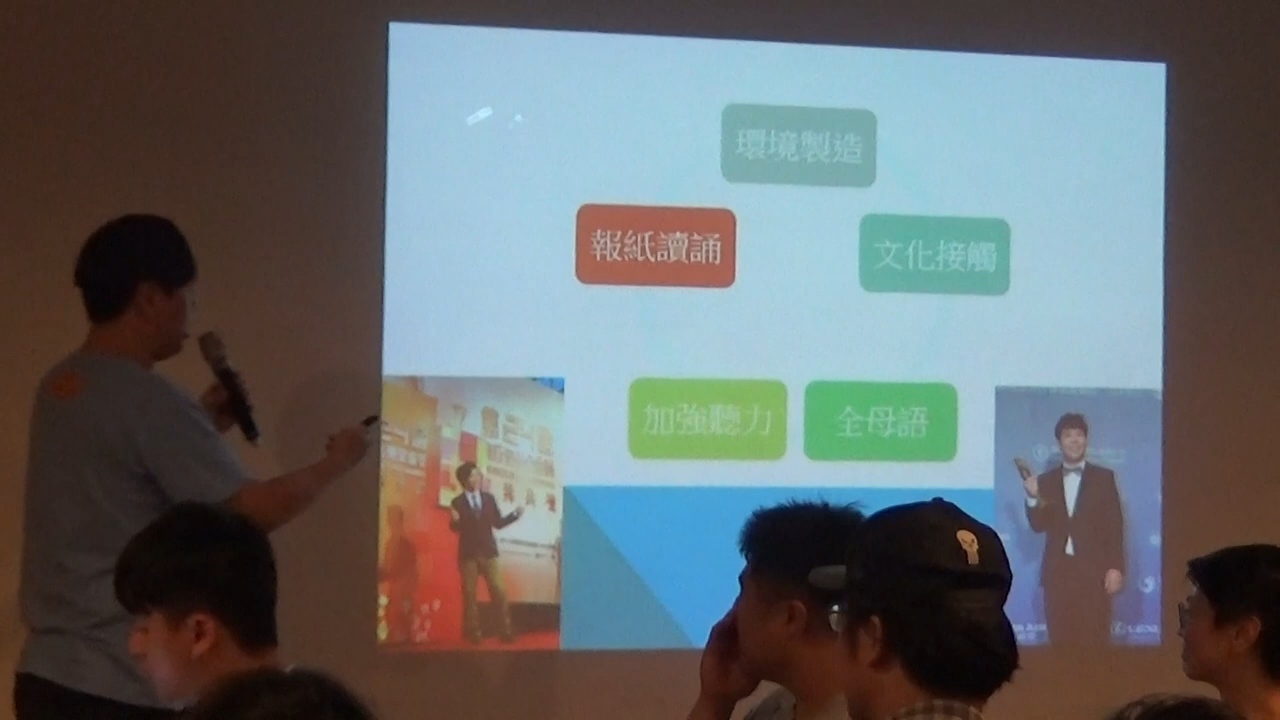 環境製造
報紙讀誦
文化接觸
加強聽力
全母語